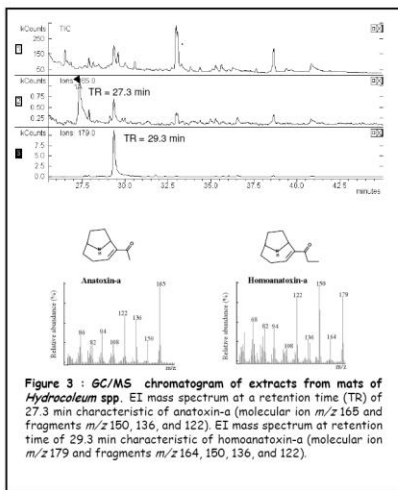 kCounts TIC
250
150
50
kCounts Ions: 165.0
TR = 27.3 min
0.75
0.50
0.25
kCounts Ions: 179.0
TR = 29.3 min
7.5
5.0
2.5
0.0
27.5 30.0 32.5 35.0 37.5 40.0 42.5
minutes
Anatoxin-a
Homoanatoxin-a
Relative abundance (%)
82 94 108 122 136 150 165
m/z
Relative abundance (%)
68 82 94 108 122 136 150 164 179
m/z
Figure 3 : GC/MS chromatogram of extracts from mats of
Hydrocoleum spp. EI mass spectrum at a retention time (TR) of
27.3 min characteristic of anatoxin-a (molecular ion m/z 165 and
fragments m/z 150, 136, and 122). EI mass spectrum at retention
time of 29.3 min characteristic of homoanatoxin-a (molecular ion
m/z 179 and fragments m/z 164, 150, 136, and 122).